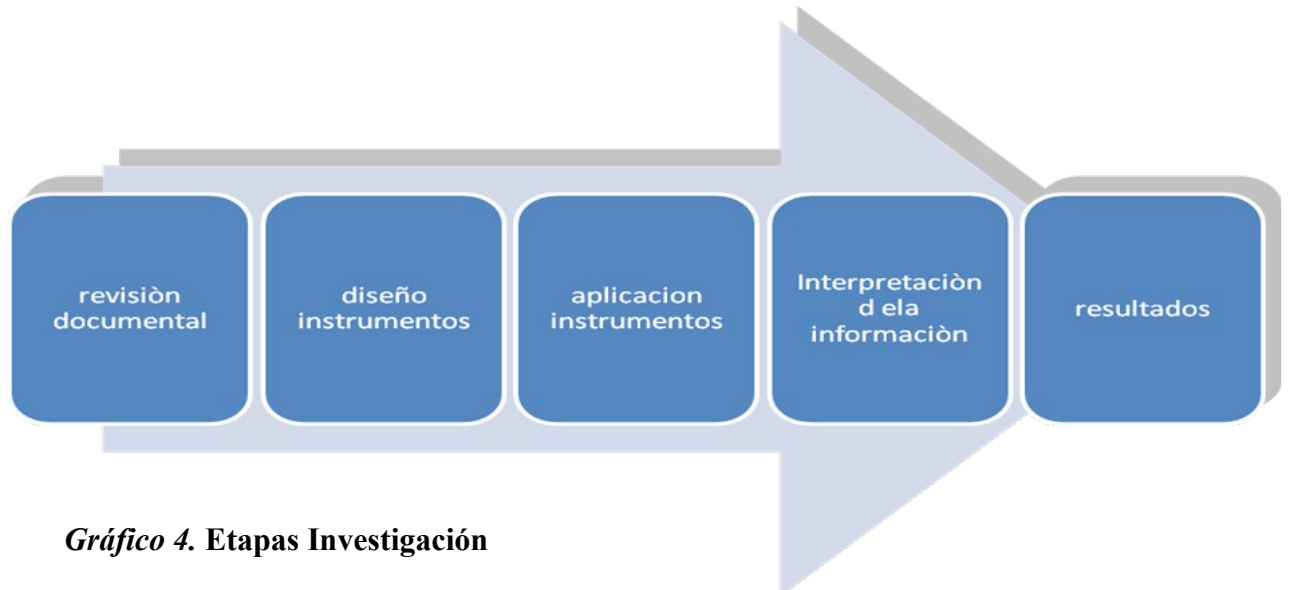 revisiòn
documental
diseño
instrumentos
aplicacion
instrumentos
Interpretaciòn
d ela
informaciòn
resultados
Gráfico 4. Etapas Investigación